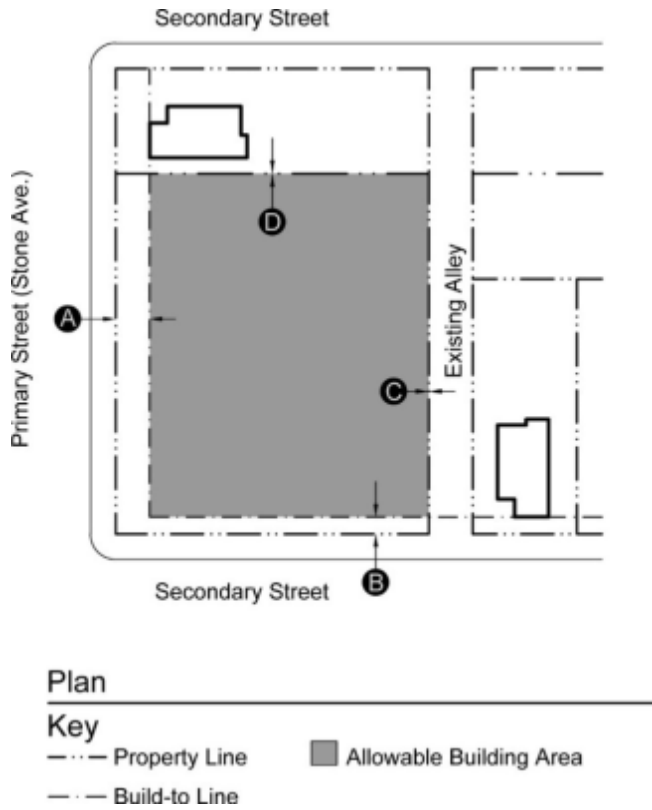 Secondary Street
D
Primary Street (Stone Ave.)
A
Existing Alley
C
B
Secondary Street
Plan
Key
Property Line
Allowable Building Area
Build-to Line